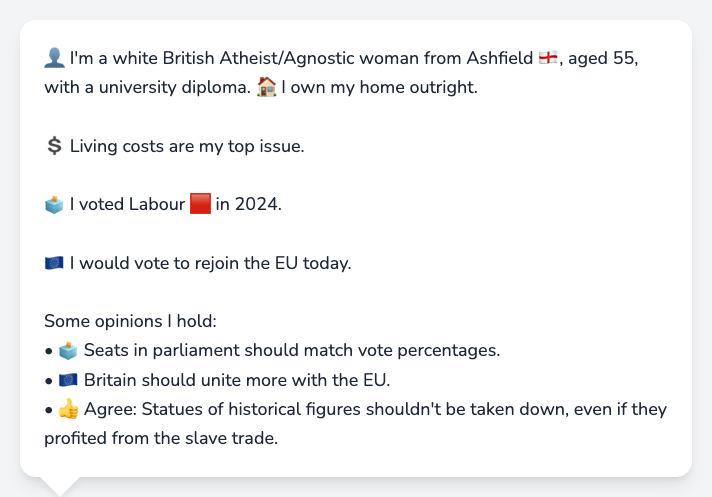 👤 I'm a white British Atheist/Agnostic woman from Ashfield 🏴󠁧󠁢󠁥󠁮󠁧󠁿, aged 55,
with a university diploma. 🏠 I own my home outright.
💲 Living costs are my top issue.
🗳️ I voted Labour 🟥 in 2024.
🇪🇺 I would vote to rejoin the EU today.
Some opinions I hold:
• 🗳️ Seats in parliament should match vote percentages.
• 🇪🇺 Britain should unite more with the EU.
• 👍 Agree: Statues of historical figures shouldn't be taken down, even if they
profited from the slave trade.